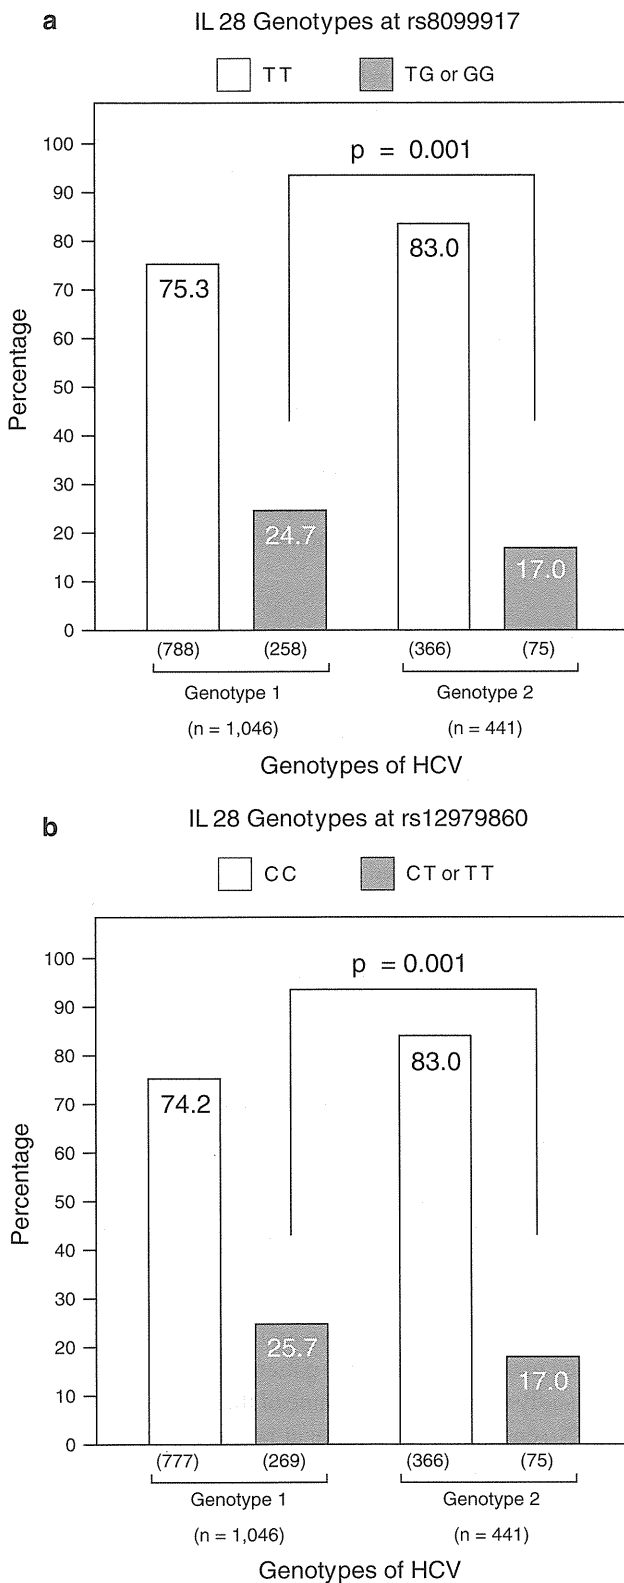 a
IL 28 Genotypes at rs8099917
TT TG or GG
p = 0.001
100
90
80
70
60
50
40
30
20
10
0
Percentage
75.3
24.7
83.0
17.0
(788) (258) (366) (75)
Genotype 1 Genotype 2
(n = 1,046) (n = 441)
Genotypes of HCV
b
IL 28 Genotypes at rs12979860
CC CT or TT
p = 0.001
100
90
80
70
60
50
40
30
20
10
0
Percentage
74.2
25.7
83.0
17.0
(777) (269) (366) (75)
Genotype 1 Genotype 2
(n = 1,046) (n = 441)
Genotypes of HCV